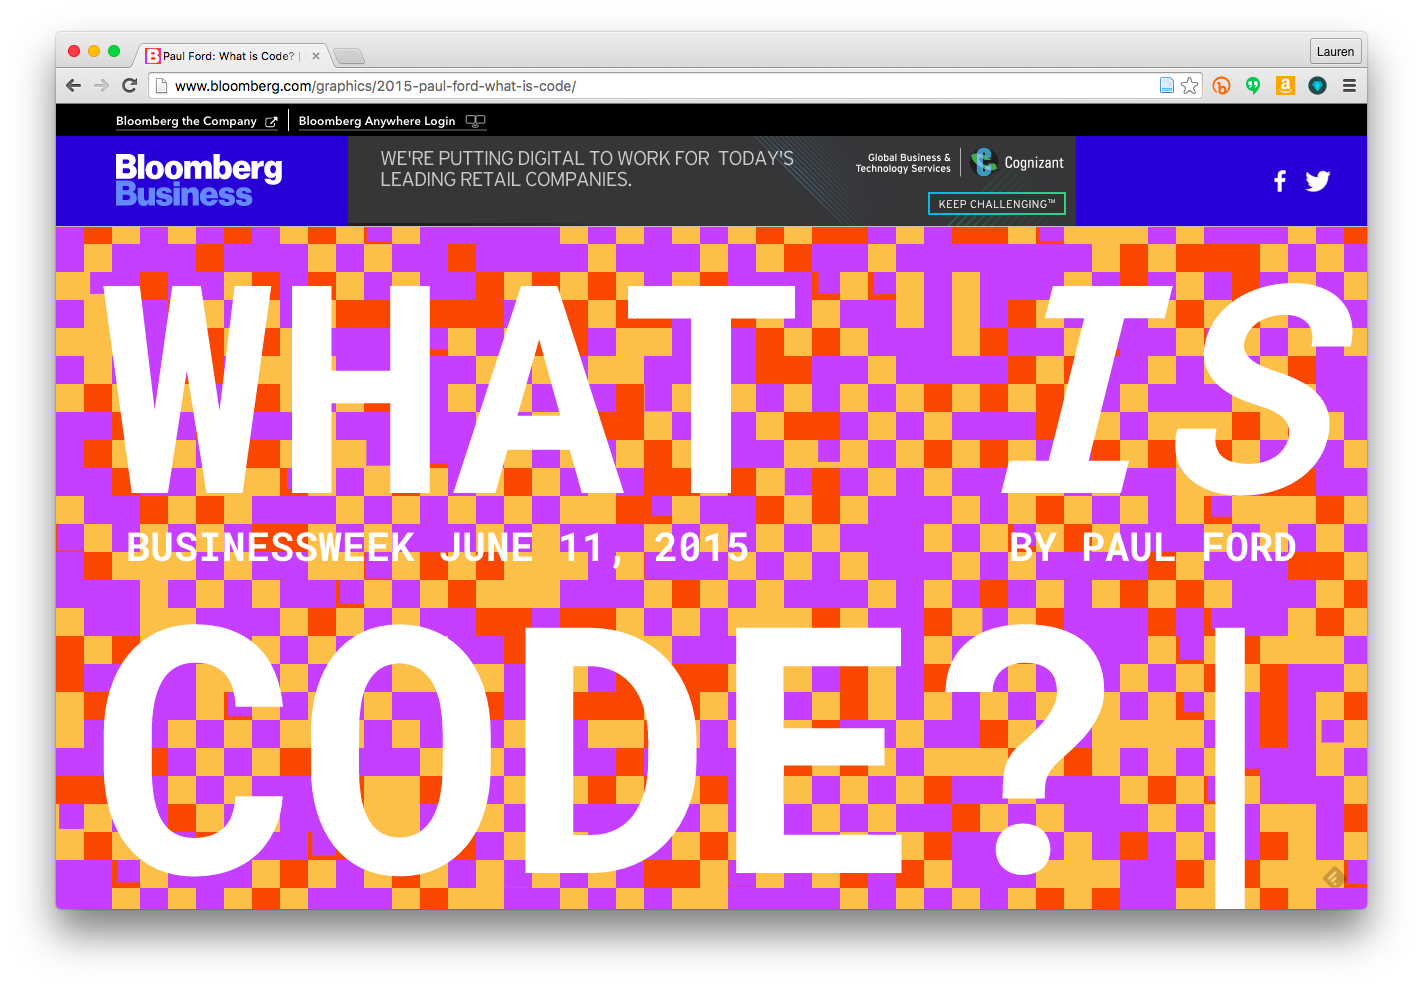 Paul Ford: What is Code? |
Lauren
www.bloomberg.com/graphics/2015-paul-ford-what-is-code/
Bloomberg the Company
Bloomberg Anywhere Login
Bloomberg
Business
WE'RE PUTTING DIGITAL TO WORK FOR TODAY'S
LEADING RETAIL COMPANIES.
Global Business &
Technology Services
Cognizant
KEEP CHALLENGING™
WHAT IS
BUSINESSWEEK JUNE 11, 2015
BY PAUL FORD
CODE?|